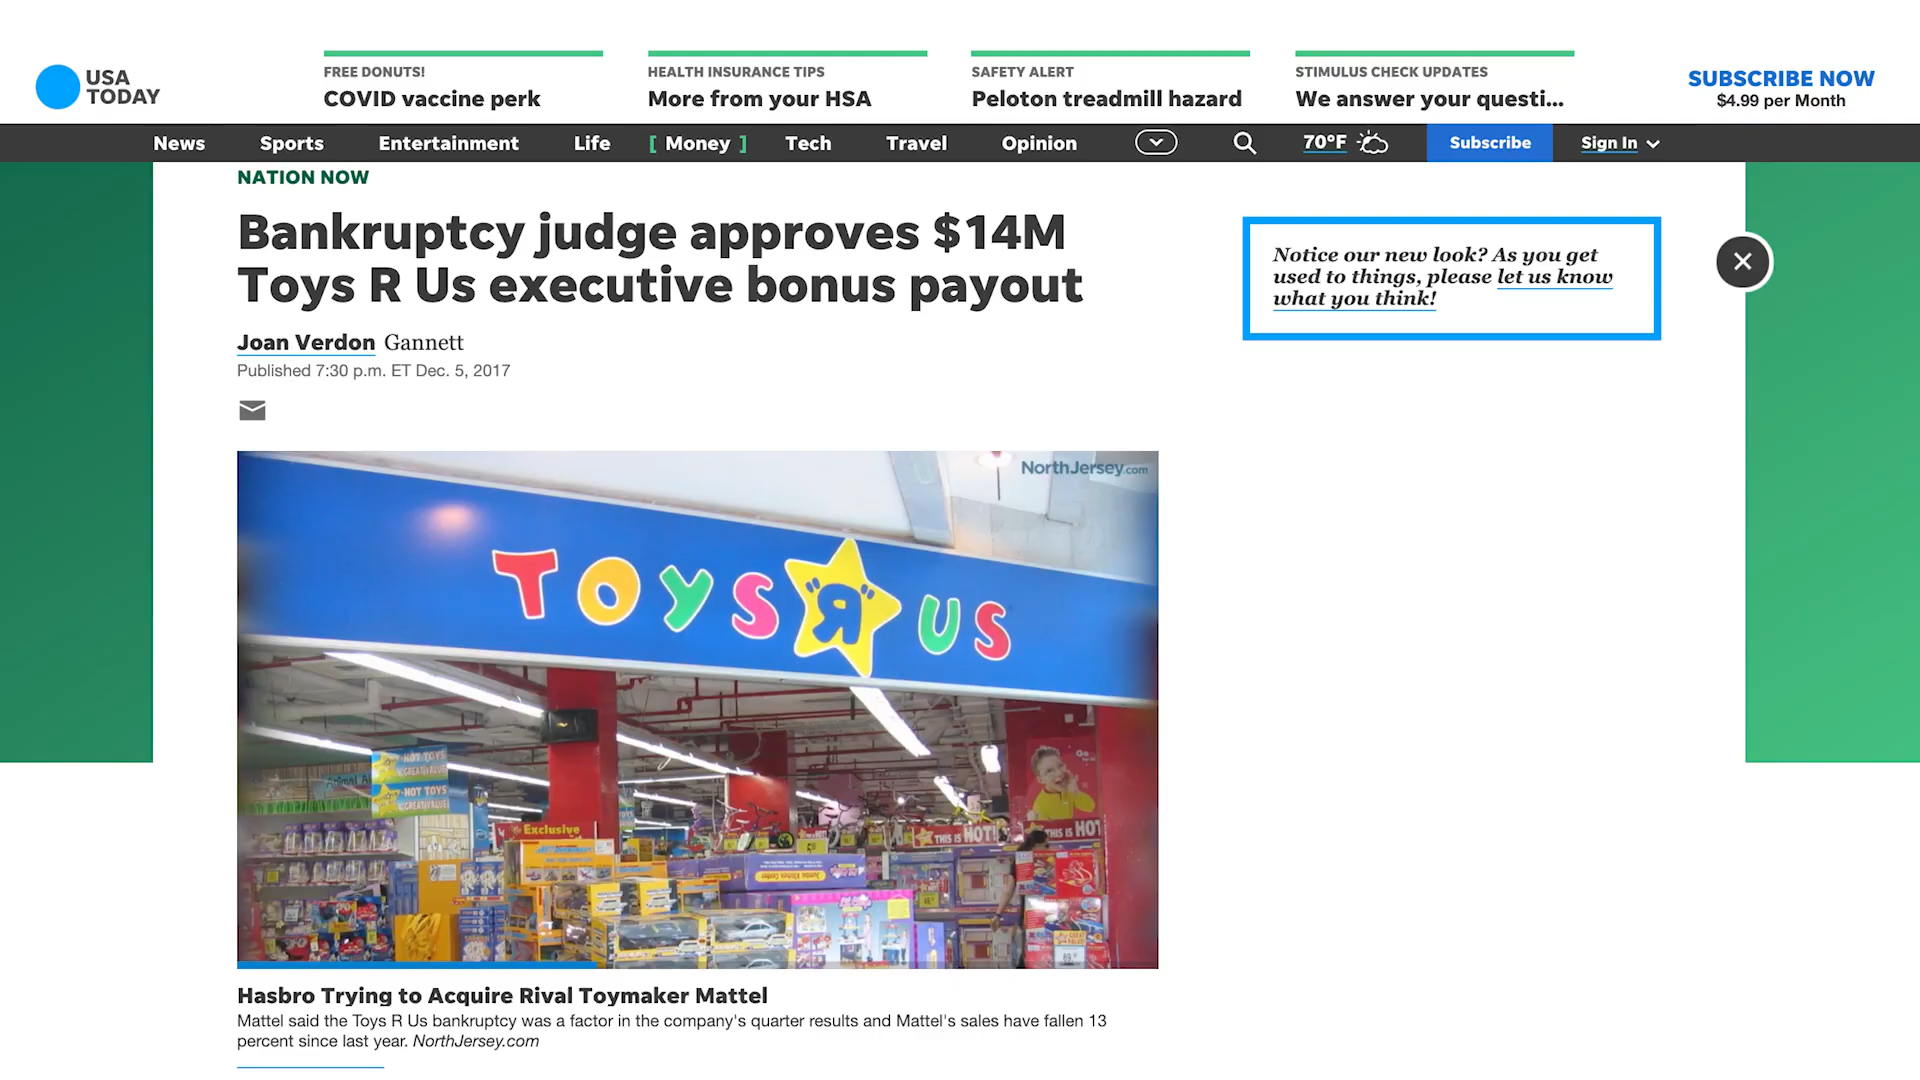 USA
TODAY
FREE DONUTS!
COVID vaccine perk
HEALTH INSURANCE TIPS
More from your HSA
SAFETY ALERT
Peloton treadmill hazard
STIMULUS CHECK UPDATES
We answer your questi...
SUBSCRIBE NOW
$4.99 per Month
News Sports Entertainment Life [ Money ] Tech Travel Opinion 70°F Subscribe Sign In
NATION NOW
Bankruptcy judge approves $14M
Toys R Us executive bonus payout
Joan Verdon Gannett
Published 7:30 p.m. ET Dec. 5, 2017
Notice our new look? As you get
used to things, please let us know
what you think!
NorthJersey.com
TOYS "R" US
HOT TOYS
GREAT VALUE
HOT TOYS
GREAT VALUE
Exclusive
THIS IS HOT!
THIS IS HOT
Hasbro Trying to Acquire Rival Toymaker Mattel
Mattel said the Toys R Us bankruptcy was a factor in the company's quarter results and Mattel's sales have fallen 13
percent since last year. NorthJersey.com